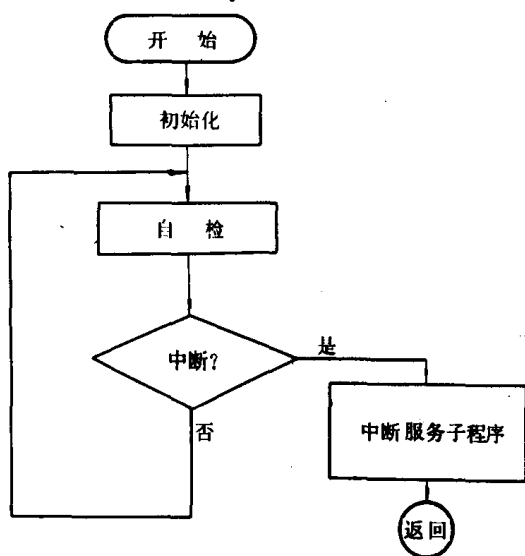 开 始
初始化
自 检
中断？
是
否
中断服务子程序
返回